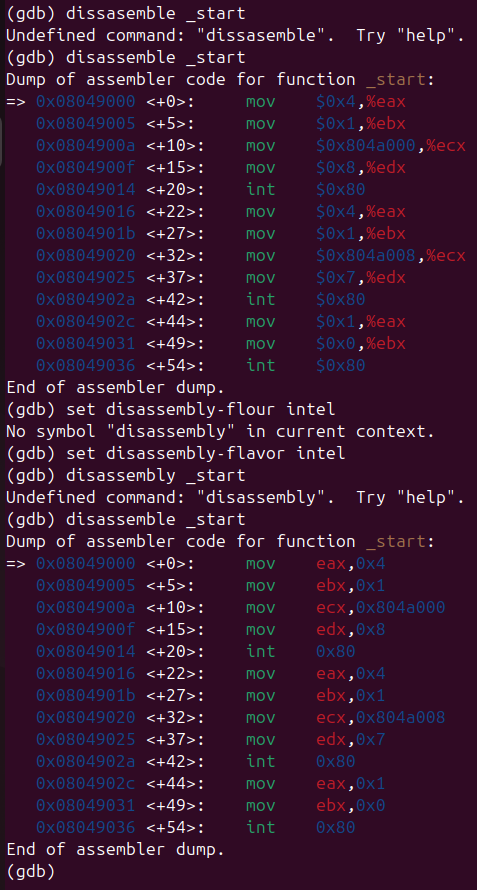 (gdb) dissasemble _start
Undefined command: "dissasemble".  Try "help".
(gdb) disassemble _start
Dump of assembler code for function _start:
=> 0x08049000 <+0>:     mov    $0x4,%eax
   0x08049005 <+5>:     mov    $0x1,%ebx
   0x0804900a <+10>:    mov    $0x804a000,%ecx
   0x0804900f <+15>:    mov    $0x8,%edx
   0x08049014 <+20>:    int    $0x80
   0x08049016 <+22>:    mov    $0x4,%eax
   0x0804901b <+27>:    mov    $0x1,%ebx
   0x08049020 <+32>:    mov    $0x804a008,%ecx
   0x08049025 <+37>:    mov    $0x7,%edx
   0x0804902a <+42>:    int    $0x80
   0x0804902c <+44>:    mov    $0x1,%eax
   0x08049031 <+49>:    mov    $0x0,%ebx
   0x08049036 <+54>:    int    $0x80
End of assembler dump.
(gdb) set disassembly-flour intel
No symbol "disassembly" in current context.
(gdb) set disassembly-flavor intel
(gdb) disassembly _start
Undefined command: "disassembly".  Try "help".
(gdb) disassemble _start
Dump of assembler code for function _start:
=> 0x08049000 <+0>:     mov    eax,0x4
   0x08049005 <+5>:     mov    ebx,0x1
   0x0804900a <+10>:    mov    ecx,0x804a000
   0x0804900f <+15>:    mov    edx,0x8
   0x08049014 <+20>:    int    0x80
   0x08049016 <+22>:    mov    eax,0x4
   0x0804901b <+27>:    mov    ebx,0x1
   0x08049020 <+32>:    mov    ecx,0x804a008
   0x08049025 <+37>:    mov    edx,0x7
   0x0804902a <+42>:    int    0x80
   0x0804902c <+44>:    mov    eax,0x1
   0x08049031 <+49>:    mov    ebx,0x0
   0x08049036 <+54>:    int    0x80
End of assembler dump.
(gdb)